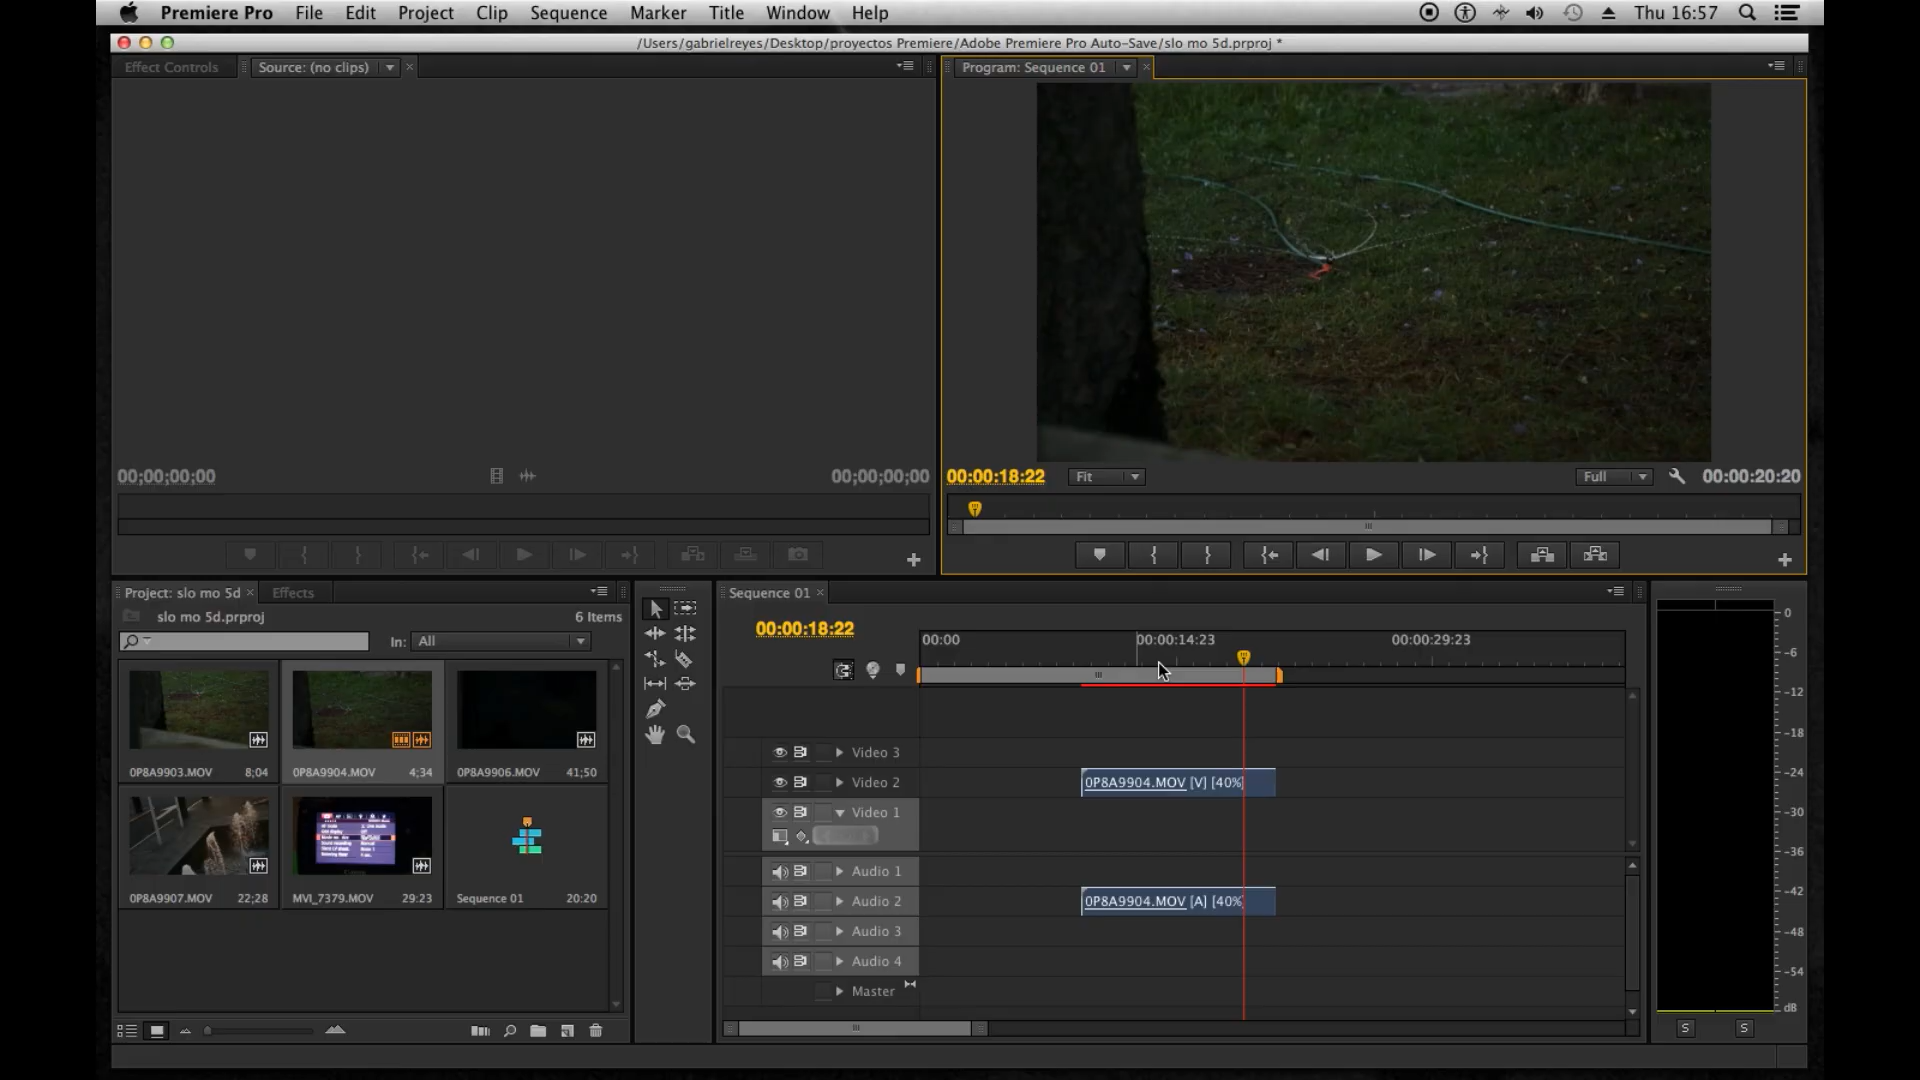 Premiere Pro File Edit Project Clip Sequence Marker Title Window Help Thu 16:57
/Users/gabrielreyes/Desktop/proyectos Premiere/Adobe Premiere Pro Auto-Save/slo mo 5d.prproj *
Effect Controls Source: (no clips)
Program: Sequence 01
00;00;00;00 00;00;00;00
00:00:18:22 Fit Full 00:00:20:20
Project: slo mo 5d Effects
slo mo 5d.prproj 6 Items
In: All
0P8A9903.MOV 8;04
0P8A9904.MOV 4;34
0P8A9906.MOV 41;50
0P8A9907.MOV 22;28
MVI_7379.MOV 29:23
Sequence 01 20:20
Sequence 01
00:00:18:22
00:00 00:00:14:23 00:00:29:23
Video 3
Video 2 0P8A9904.MOV [V] [40%]
Video 1
Audio 1
Audio 2 0P8A9904.MOV [A] [40%]
Audio 3
Audio 4
Master
0
-6
-12
-18
-24
-30
-36
-42
-48
-54
dB
S S